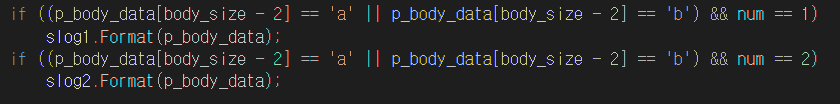 if ((p_body_data[body_size - 2] == 'a' || p_body_data[body_size - 2] == 'b') && num == 1)
    slog1.Format(p_body_data);
if ((p_body_data[body_size - 2] == 'a' || p_body_data[body_size - 2] == 'b') && num == 2)
    slog2.Format(p_body_data);